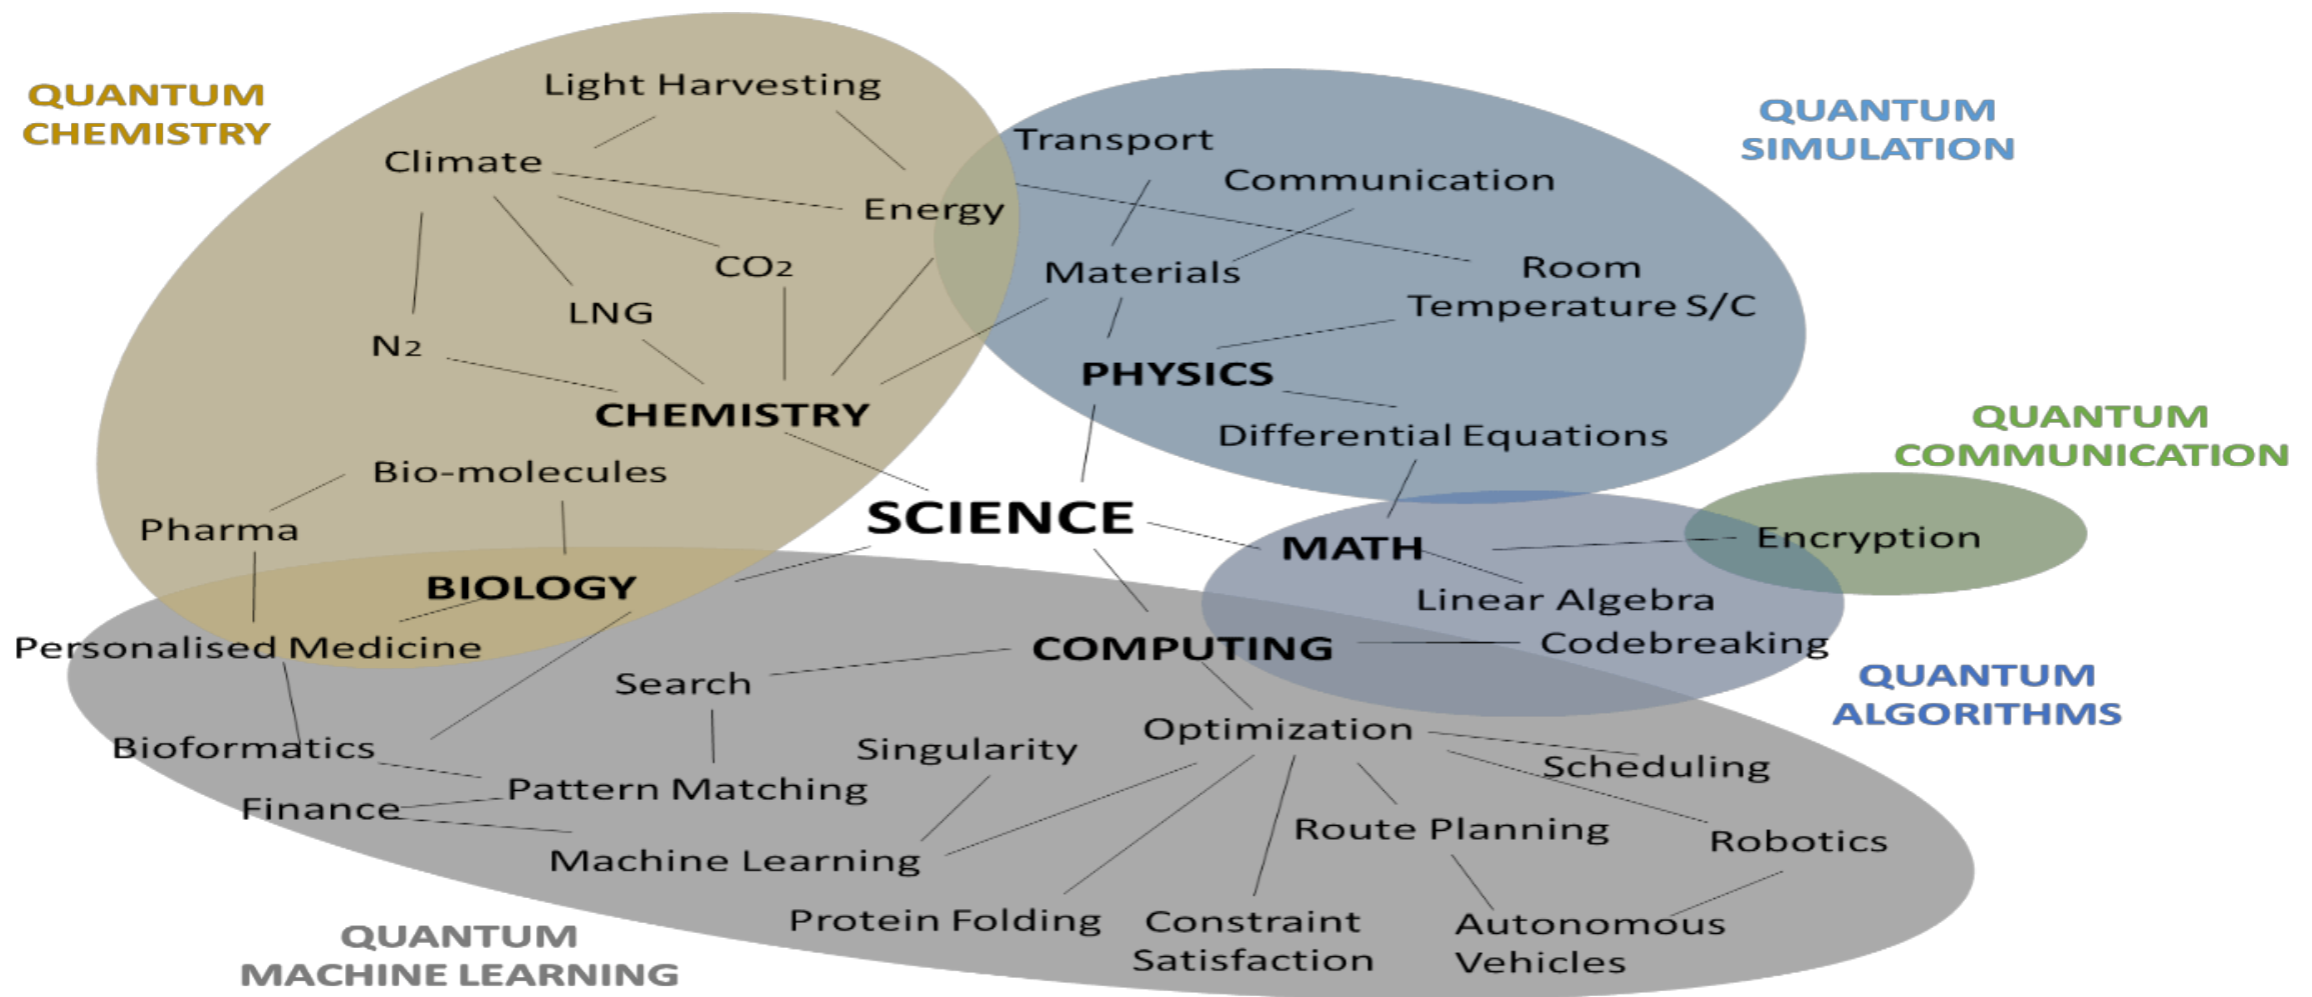 QUANTUM
CHEMISTRY
Light Harvesting
Climate
Energy
CO2
LNG
N2
CHEMISTRY
Bio-molecules
Pharma
BIOLOGY
Personalised Medicine
QUANTUM
SIMULATION
Transport
Communication
Materials
Room
Temperature S/C
PHYSICS
Differential Equations
QUANTUM
COMMUNICATION
Encryption
SCIENCE
MATH
Linear Algebra
Codebreaking
QUANTUM
ALGORITHMS
COMPUTING
Search
Optimization
Singularity
Bioformatics
Pattern Matching
Finance
Machine Learning
Scheduling
Route Planning
Robotics
Protein Folding
Constraint
Satisfaction
Autonomous
Vehicles
QUANTUM
MACHINE LEARNING